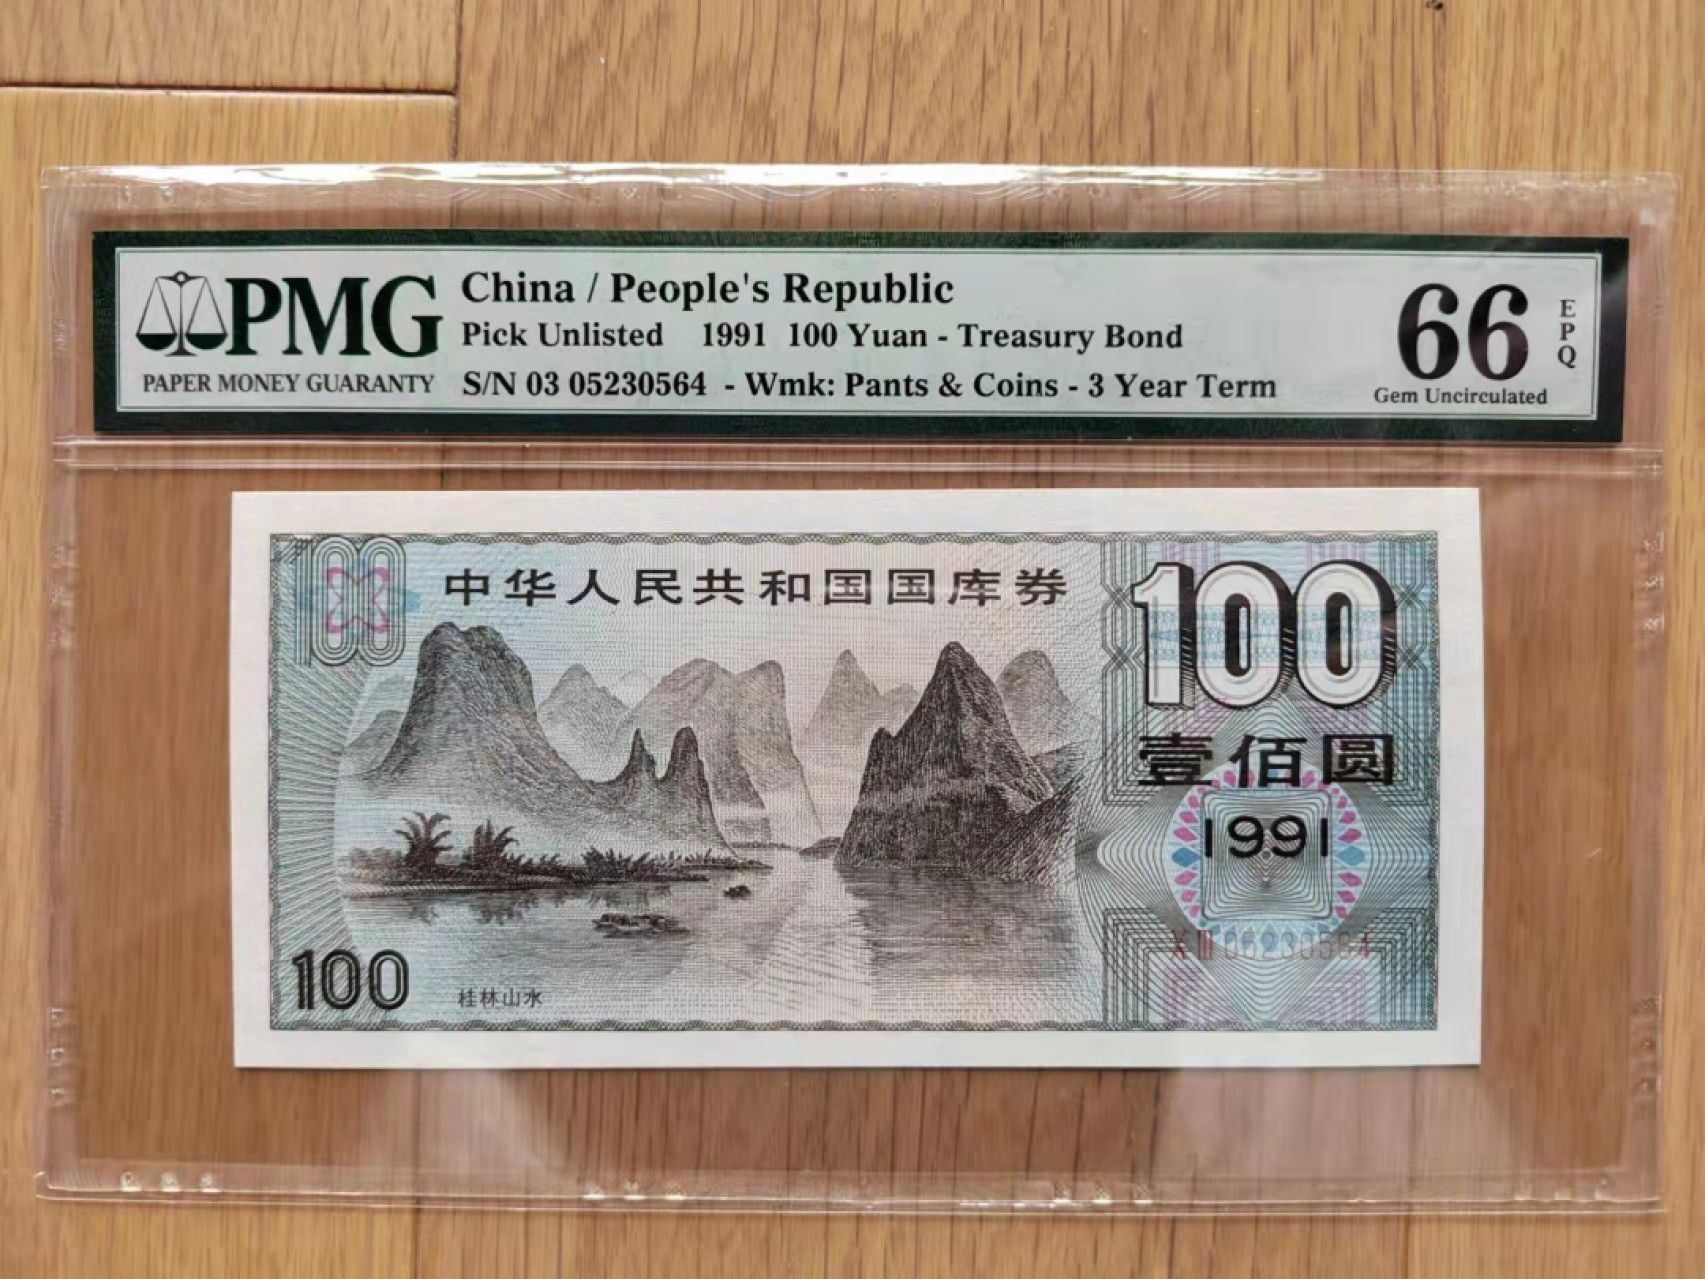 PMG
PAPER MONEY GUARANTY
China / People's Republic
Pick Unlisted 1991 100 Yuan - Treasury Bond
S/N 03 05230564 - Wmk: Pants & Coins - 3 Year Term
66
EPQ
Gem Uncirculated
100
中华人民共和国国库券
100
壹佰圆
1991
100
桂林山水